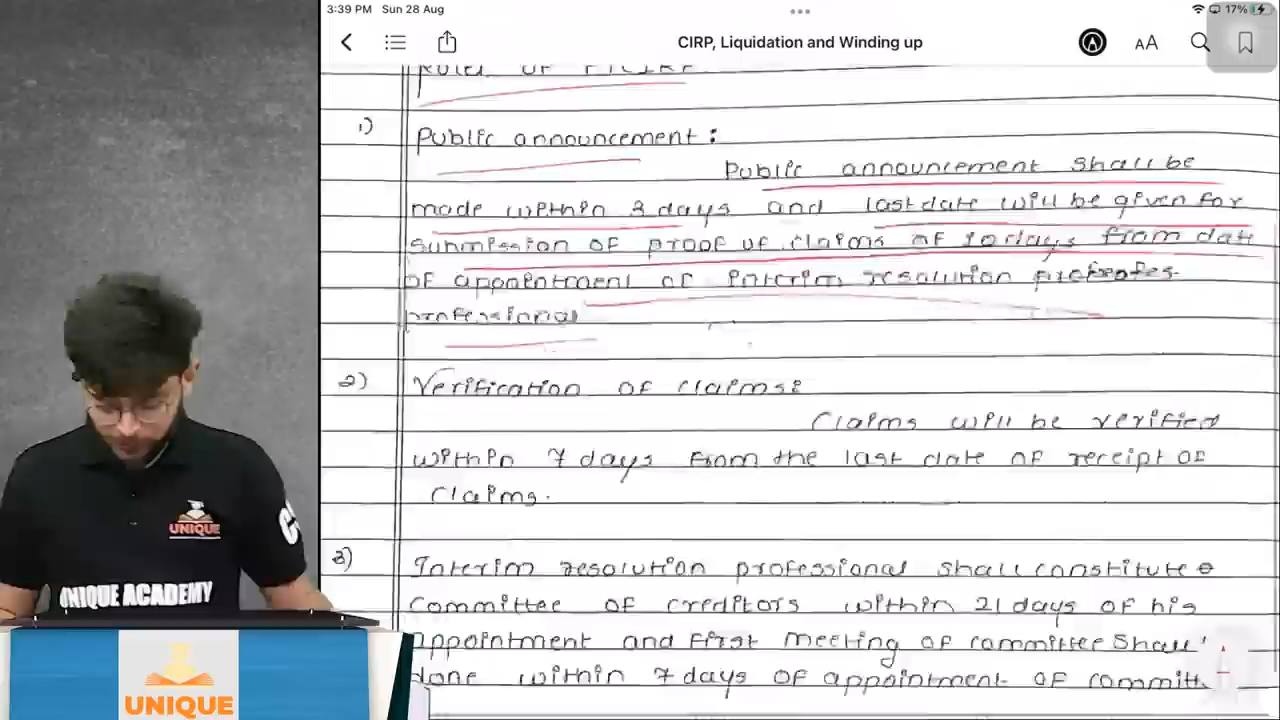 3:39 PM Sun 28 Aug
17%
CIRP, Liquidation and Winding up
AA
1)
Public announcement :
Public announcement shall be
made within 3 days and last date will be given for
submission of proof of claims of 10 days from date
of appointment of interim resolution
professional
2) Verification of claims:
Claims will be verified
within 7 days from the last date of receipt of
claims.
3) Interim resolution professional shall constitute
committee of creditors within 21 days of his
appointment and first meeting of committee shall
done within 7 days of appointment of committ
UNIQUE
UNIQUE ACADEMY
UNIQUE